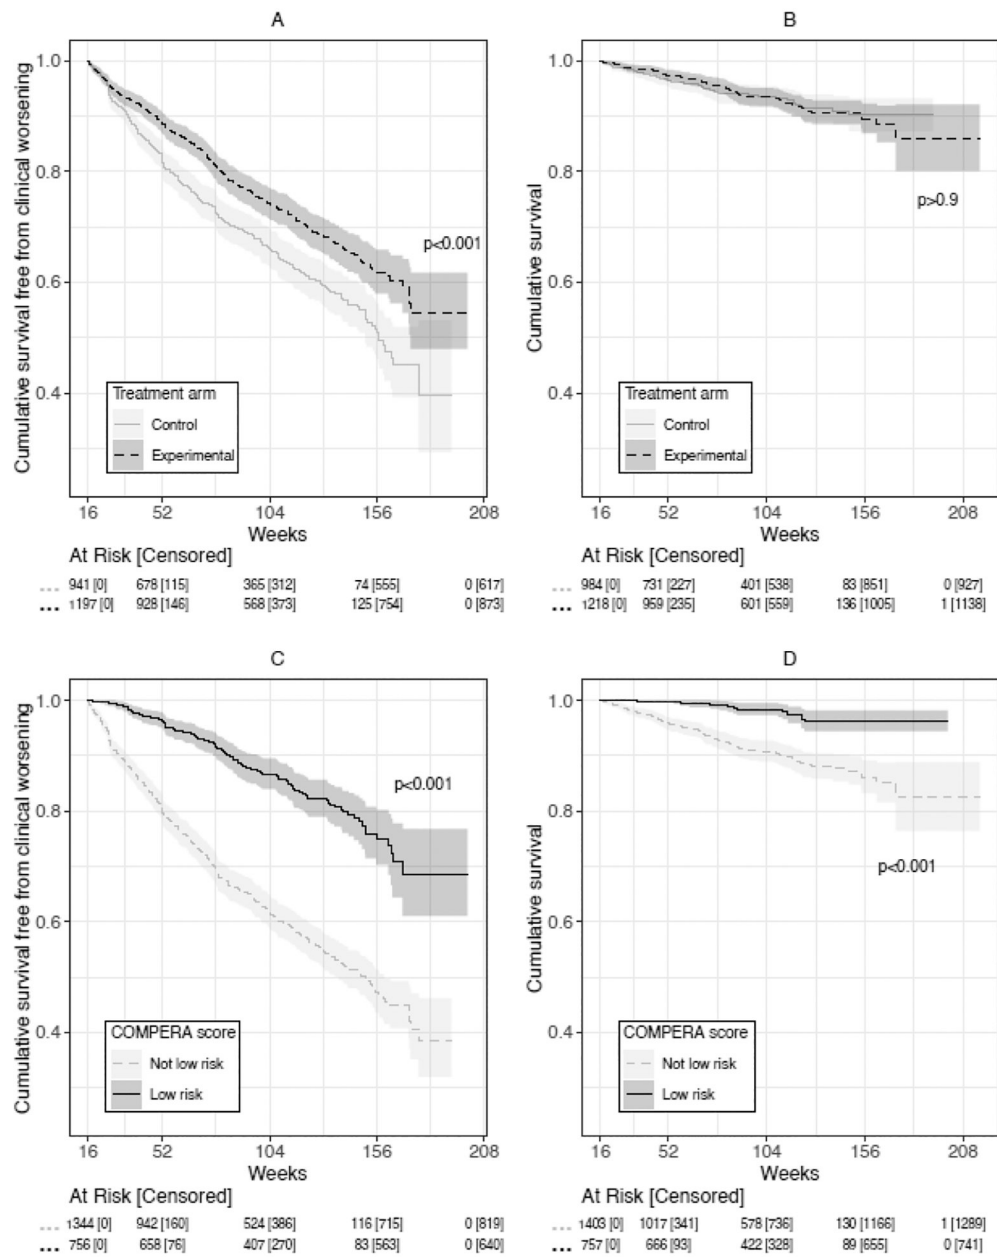 A
Cumulative survival free from clinical worsening
1.0
0.8
0.6
0.4
p<0.001
Treatment arm
Control
Experimental
16 52 104 156 208
Weeks
At Risk [Censored]
941 [0] 678 [115] 365 [312] 74 [555] 0 [617]
1197 [0] 928 [146] 568 [373] 125 [754] 0 [873]
B
Cumulative survival
1.0
0.8
0.6
0.4
p>0.9
Treatment arm
Control
Experimental
16 52 104 156 208
Weeks
At Risk [Censored]
984 [0] 731 [227] 401 [538] 83 [851] 0 [927]
1218 [0] 959 [235] 601 [559] 136 [1005] 1 [1138]
C
Cumulative survival free from clinical worsening
1.0
0.8
0.6
0.4
p<0.001
COMPERA score
Not low risk
Low risk
16 52 104 156 208
Weeks
At Risk [Censored]
1344 [0] 942 [160] 524 [386] 116 [715] 0 [819]
756 [0] 658 [76] 407 [270] 83 [563] 0 [640]
D
Cumulative survival
1.0
0.8
0.6
0.4
p<0.001
COMPERA score
Not low risk
Low risk
16 52 104 156 208
Weeks
At Risk [Censored]
1403 [0] 1017 [341] 578 [736] 130 [1166] 1 [1289]
757 [0] 666 [93] 422 [328] 89 [655] 0 [741]